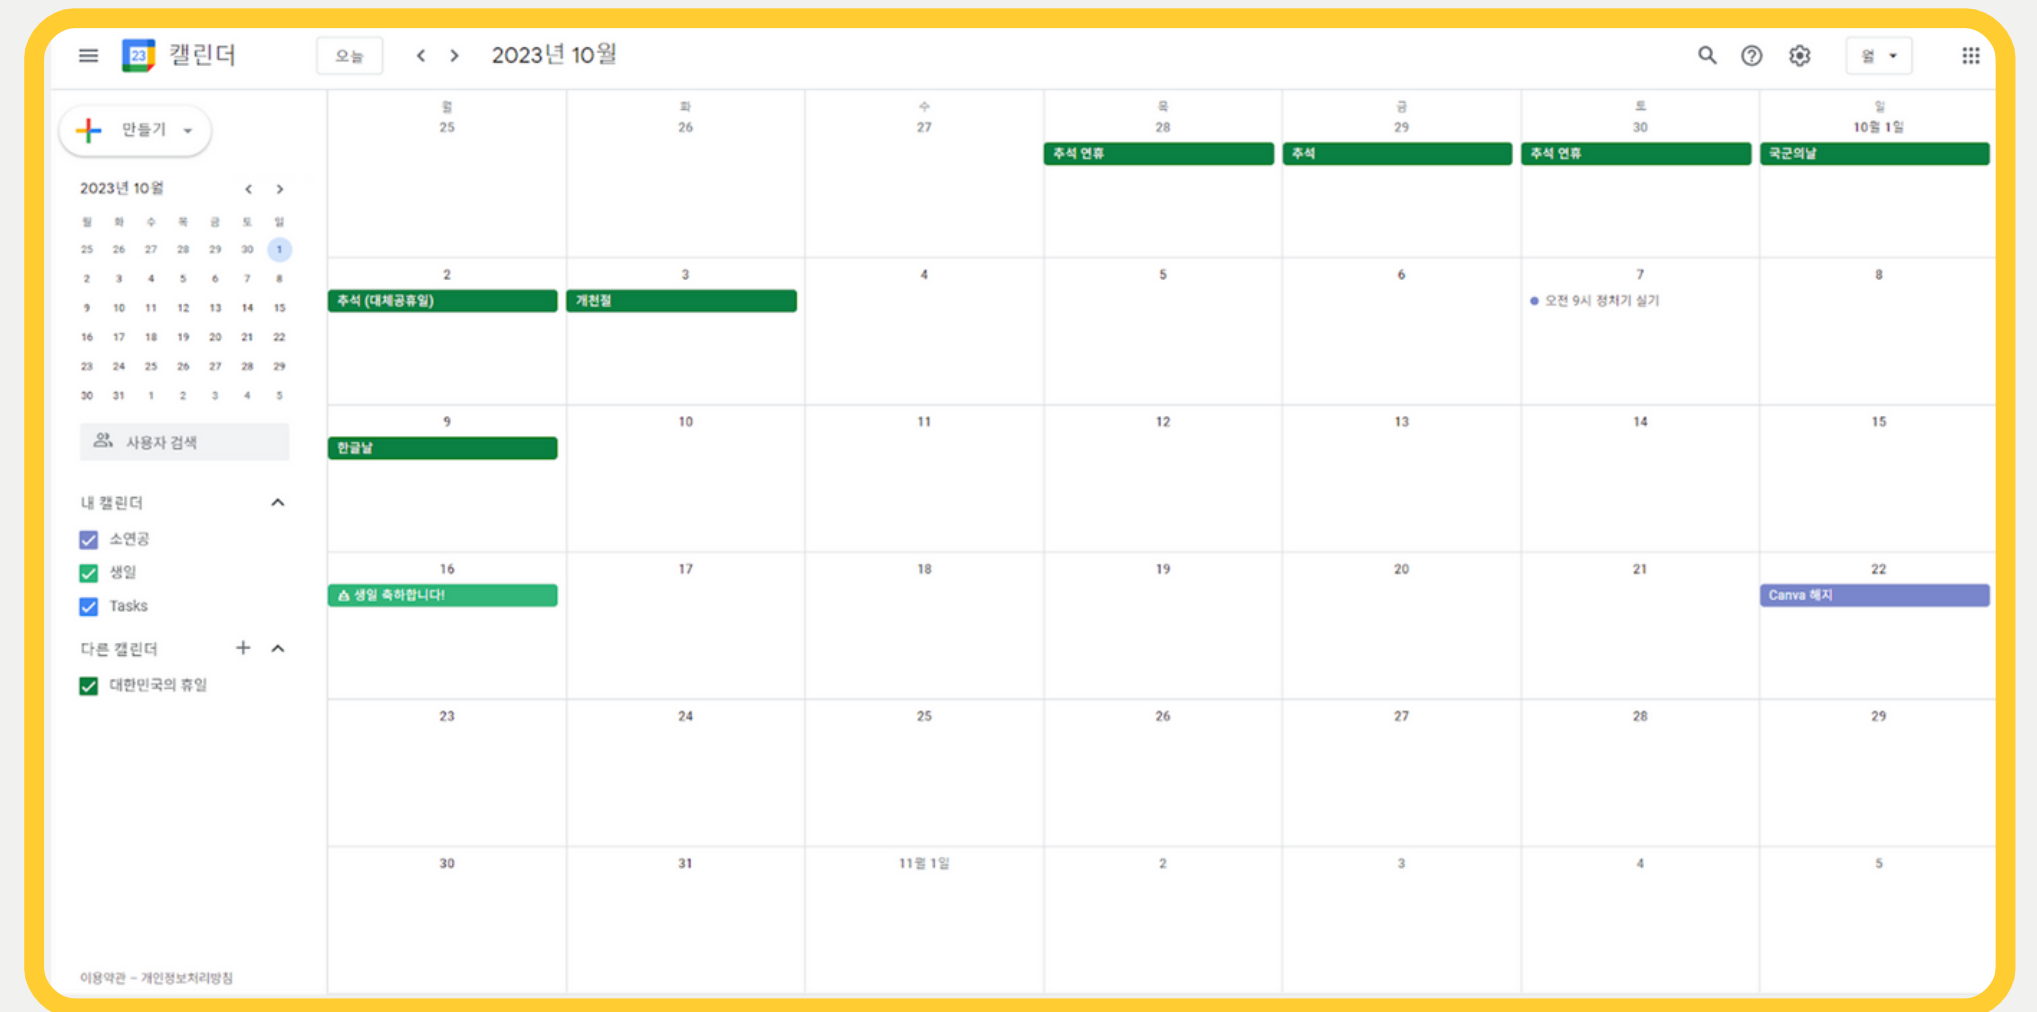 23 캘린더 오늘 2023년 10월 월
만들기
2023년 10월
월 화 수 목 금 토 일
25 26 27 28 29 30 1
2 3 4 5 6 7 8
9 10 11 12 13 14 15
16 17 18 19 20 21 22
23 24 25 26 27 28 29
30 31 1 2 3 4 5
사용자 검색
내 캘린더
소연공
생일
Tasks
다른 캘린더
대한민국의 휴일
이용약관 – 개인정보처리방침
월 화 수 목 금 토 일
25 26 27 28 29 30 10월 1일
추석 연휴 추석 추석 연휴 국군의날
2 3 4 5 6 7 8
추석 (대체공휴일) 개천절 오전 9시 정처기 실기
9 10 11 12 13 14 15
한글날
16 17 18 19 20 21 22
생일 축하합니다! Canva 해지
23 24 25 26 27 28 29
30 31 11월 1일 2 3 4 5